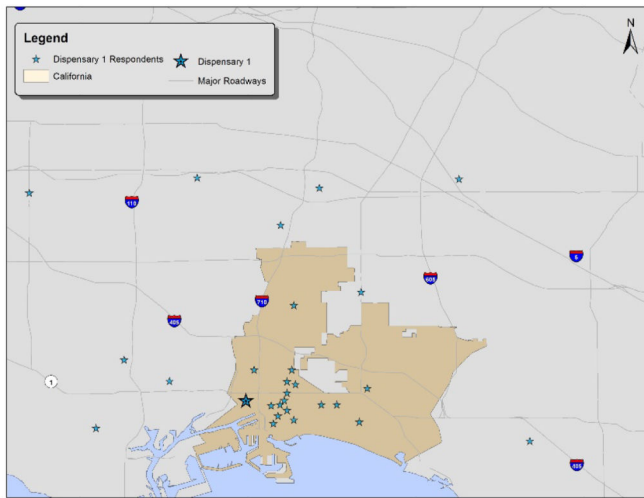 Legend
Dispensary 1 Respondents
Dispensary 1
California
Major Roadways
N
110
5
605
710
405
1
405